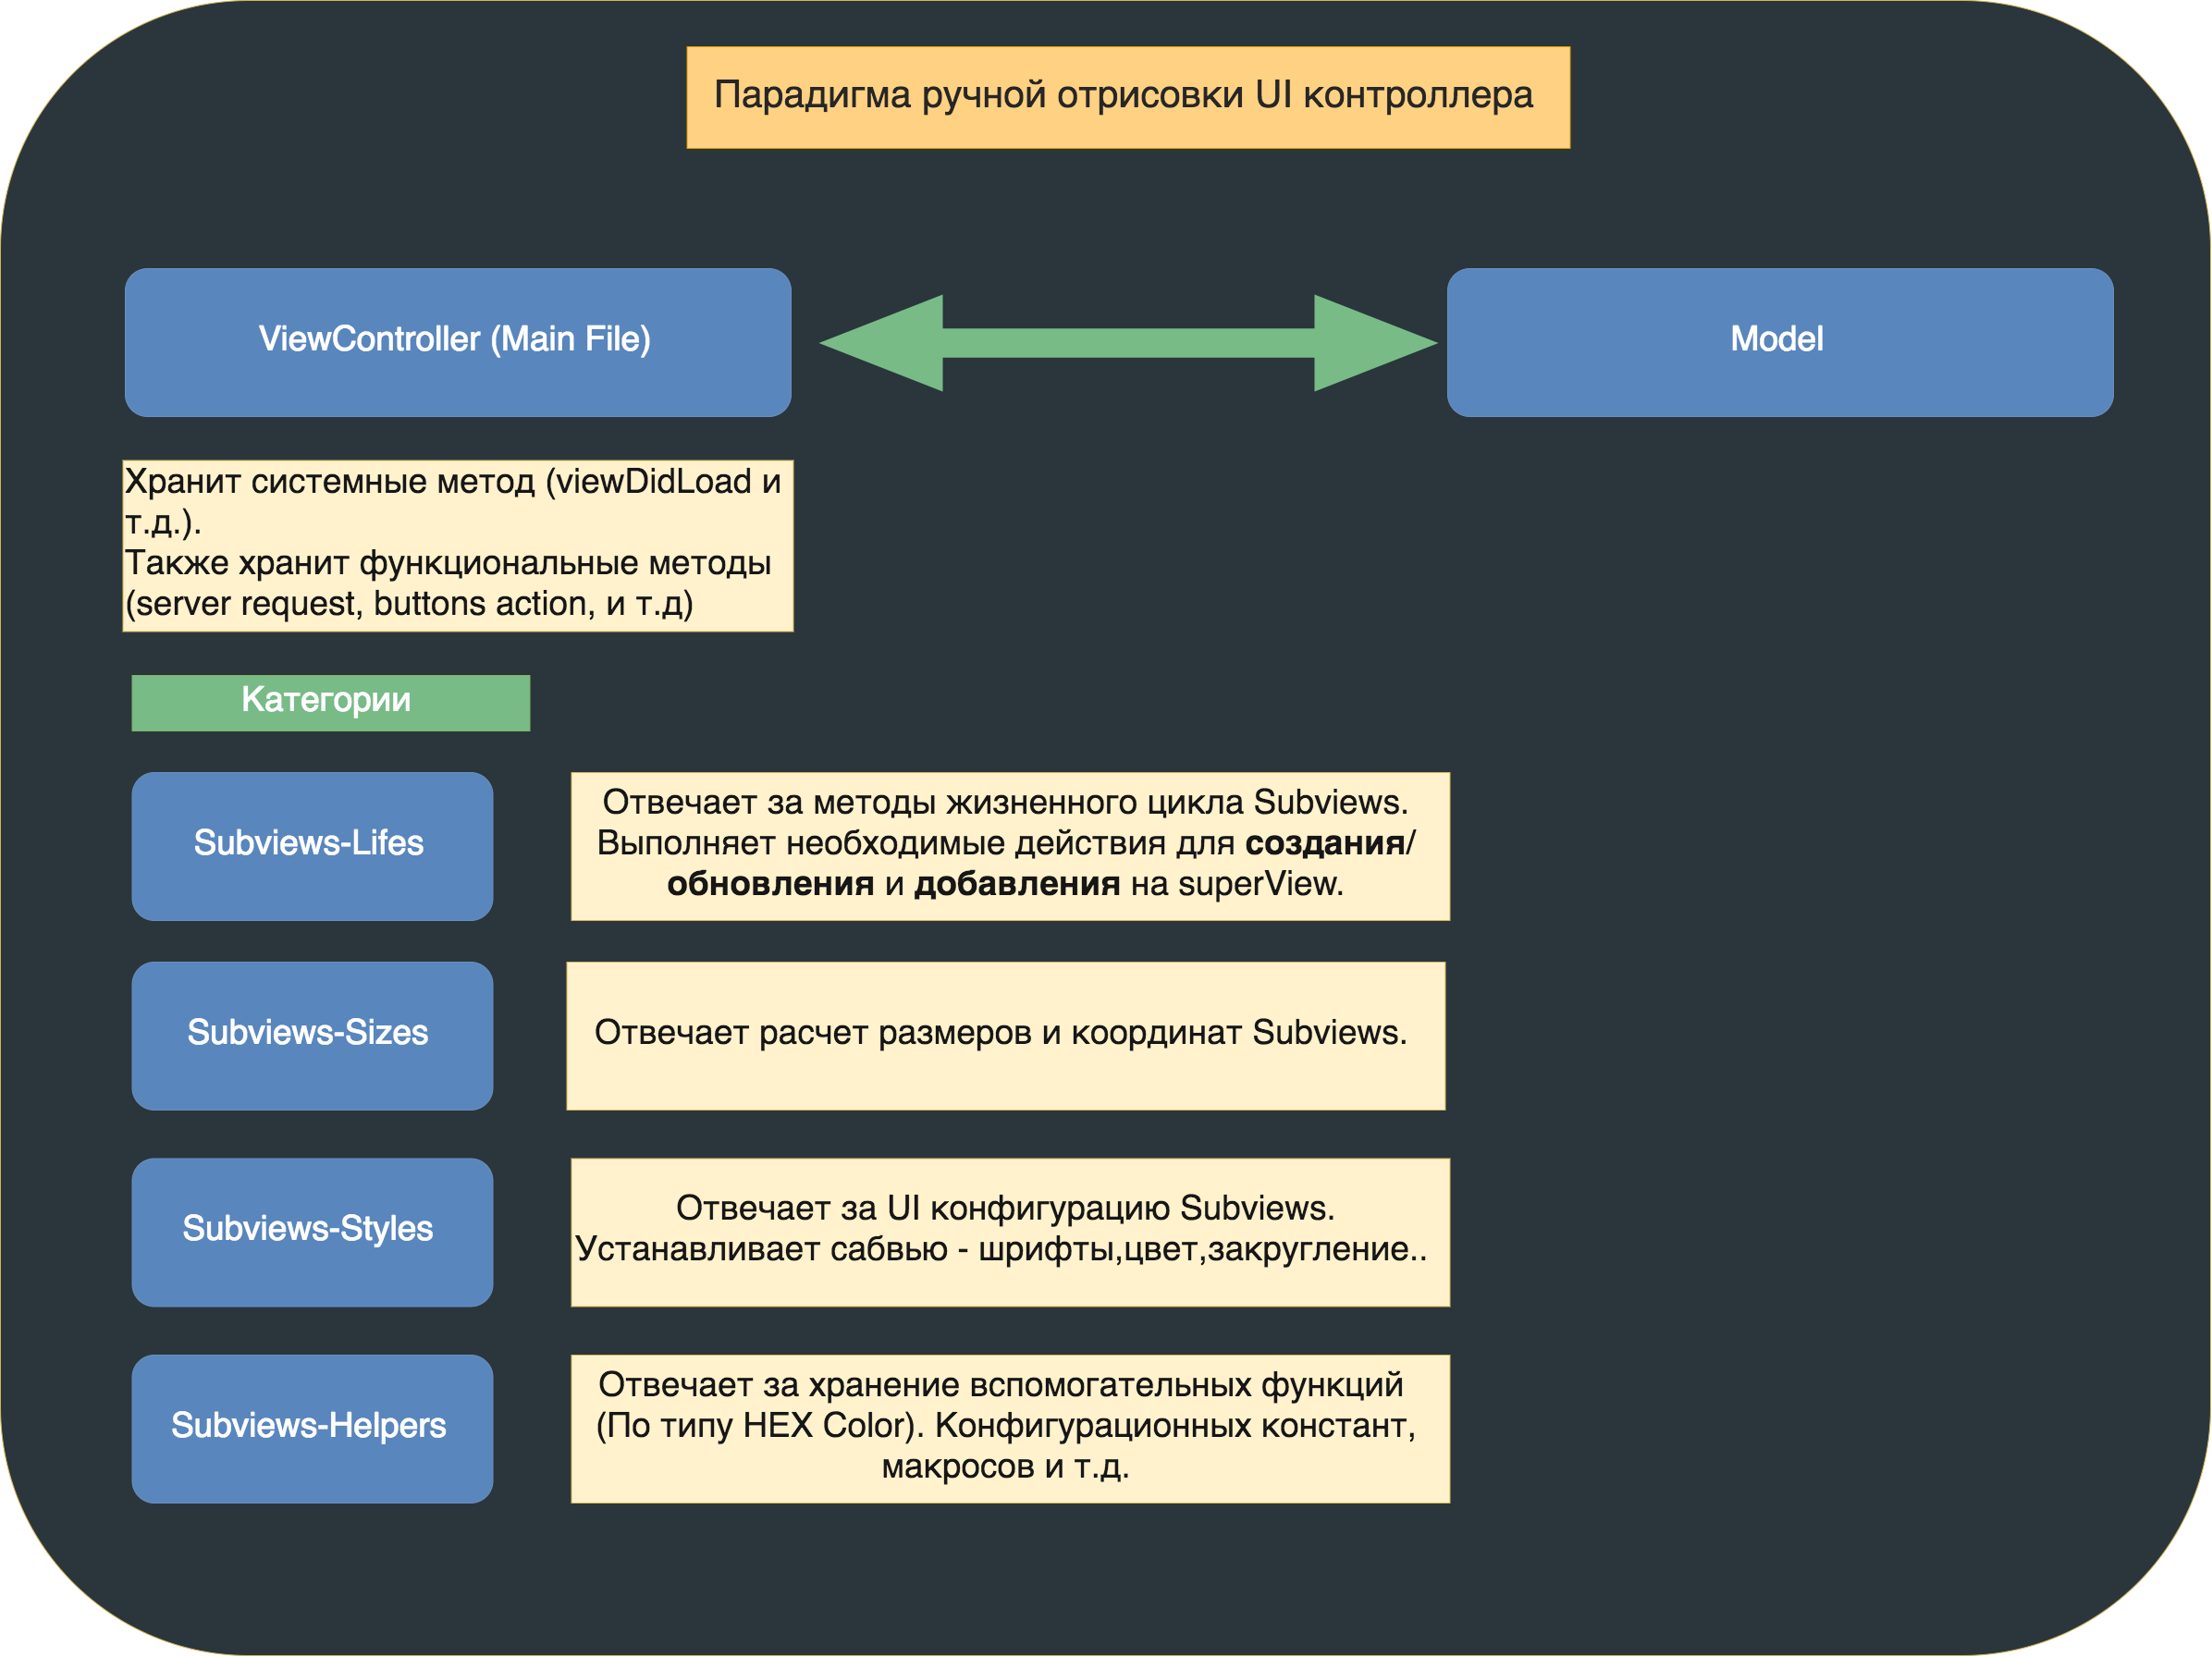 Парадигма ручной отрисовки UI контроллера
ViewController (Main File)
Model
Хранит системные метод (viewDidLoad и
т.д.).
Также хранит функциональные методы
(server request, buttons action, и т.д)
Категории
Subviews-Lifes
Отвечает за методы жизненного цикла Subviews.
Выполняет необходимые действия для создания/
обновления и добавления на superView.
Subviews-Sizes
Отвечает расчет размеров и координат Subviews.
Subviews-Styles
Отвечает за UI конфигурацию Subviews.
Устанавливает сабвью - шрифты,цвет,закругление..
Subviews-Helpers
Отвечает за хранение вспомогательных функций
(По типу HEX Color). Конфигурационных констант,
макросов и т.д.